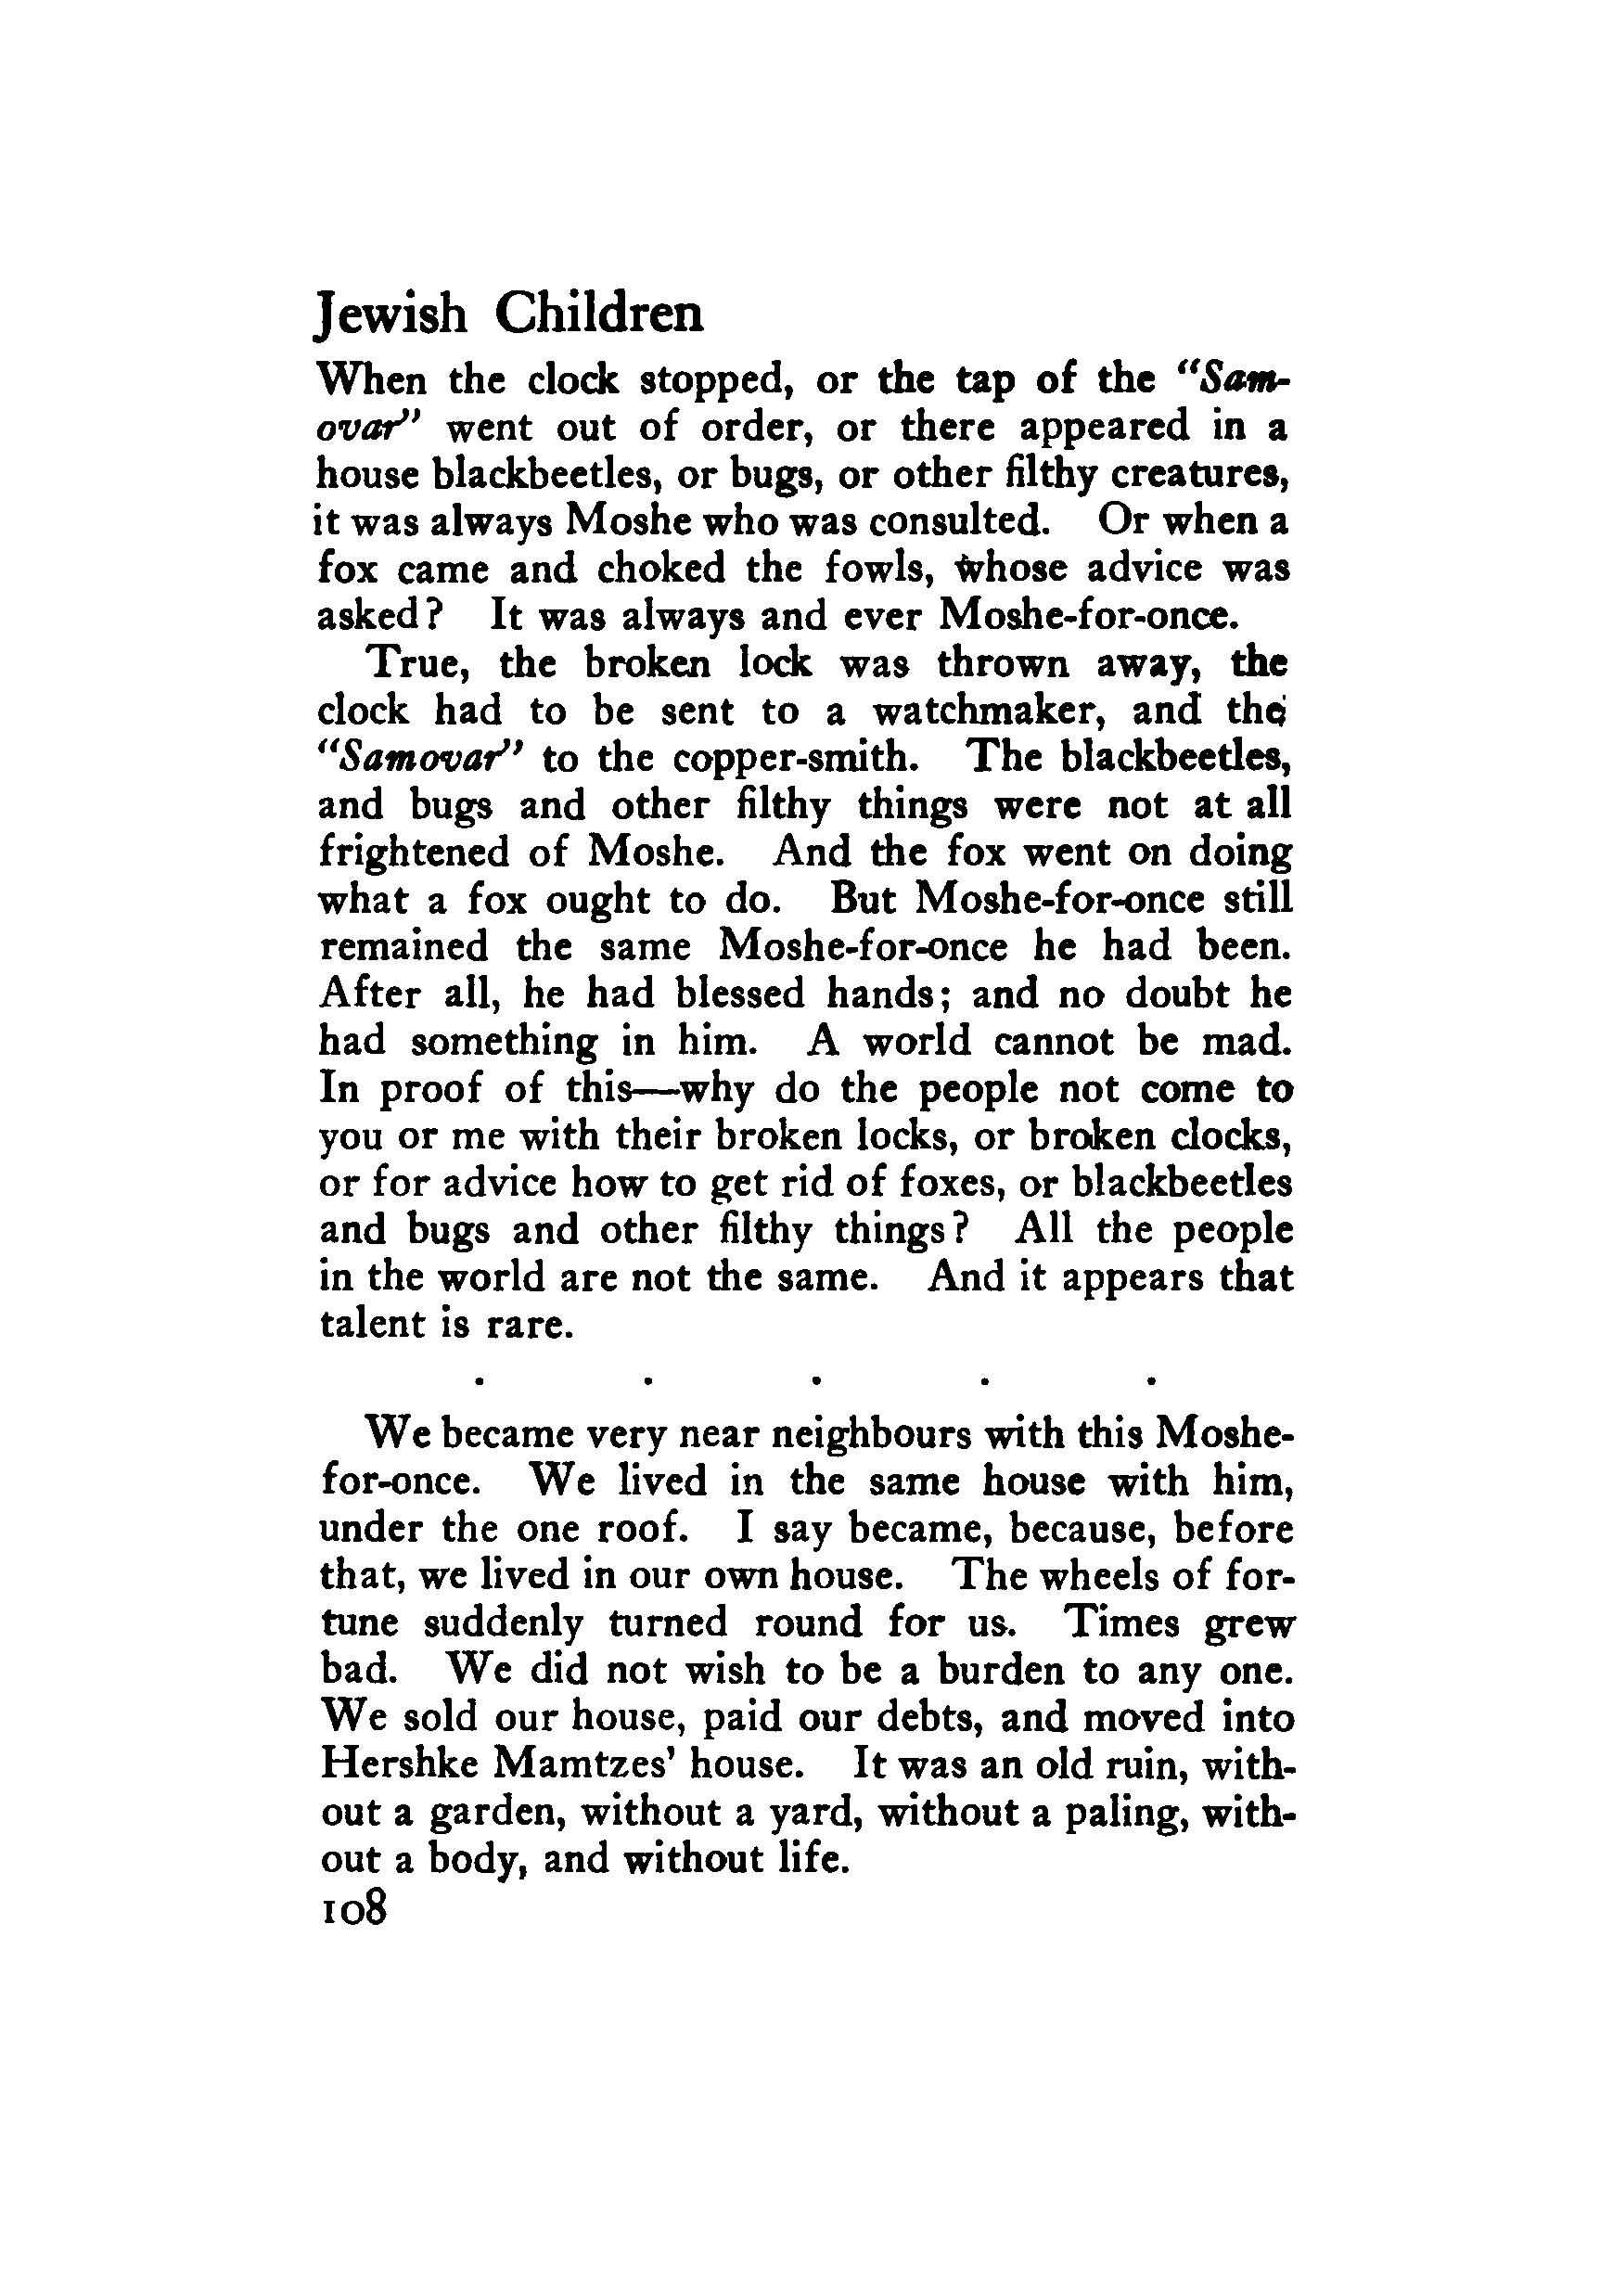 Jewish Children
When the clock stopped, or the tap of the "Sam-
ovar" went out of order, or there appeared in a
house blackbeetles, or bugs, or other filthy creatures,
it was always Moshe who was consulted. Or when a
fox came and choked the fowls, whose advice was
asked? It was always and ever Moshe-for-once.
True, the broken lock was thrown away, the
clock had to be sent to a watchmaker, and the
"Samovar" to the copper-smith. The blackbeetles,
and bugs and other filthy things were not at all
frightened of Moshe. And the fox went on doing
what a fox ought to do. But Moshe-for-once still
remained the same Moshe-for-once he had been.
After all, he had blessed hands; and no doubt he
had something in him. A world cannot be mad.
In proof of this—why do the people not come to
you or me with their broken locks, or broken clocks,
or for advice how to get rid of foxes, or blackbeetles
and bugs and other filthy things? All the people
in the world are not the same. And it appears that
talent is rare.
. . . . .
We became very near neighbours with this Moshe-
for-once. We lived in the same house with him,
under the one roof. I say became, because, before
that, we lived in our own house. The wheels of for-
tune suddenly turned round for us. Times grew
bad. We did not wish to be a burden to any one.
We sold our house, paid our debts, and moved into
Hershke Mamtzes' house. It was an old ruin, with-
out a garden, without a yard, without a paling, with-
out a body, and without life.
108